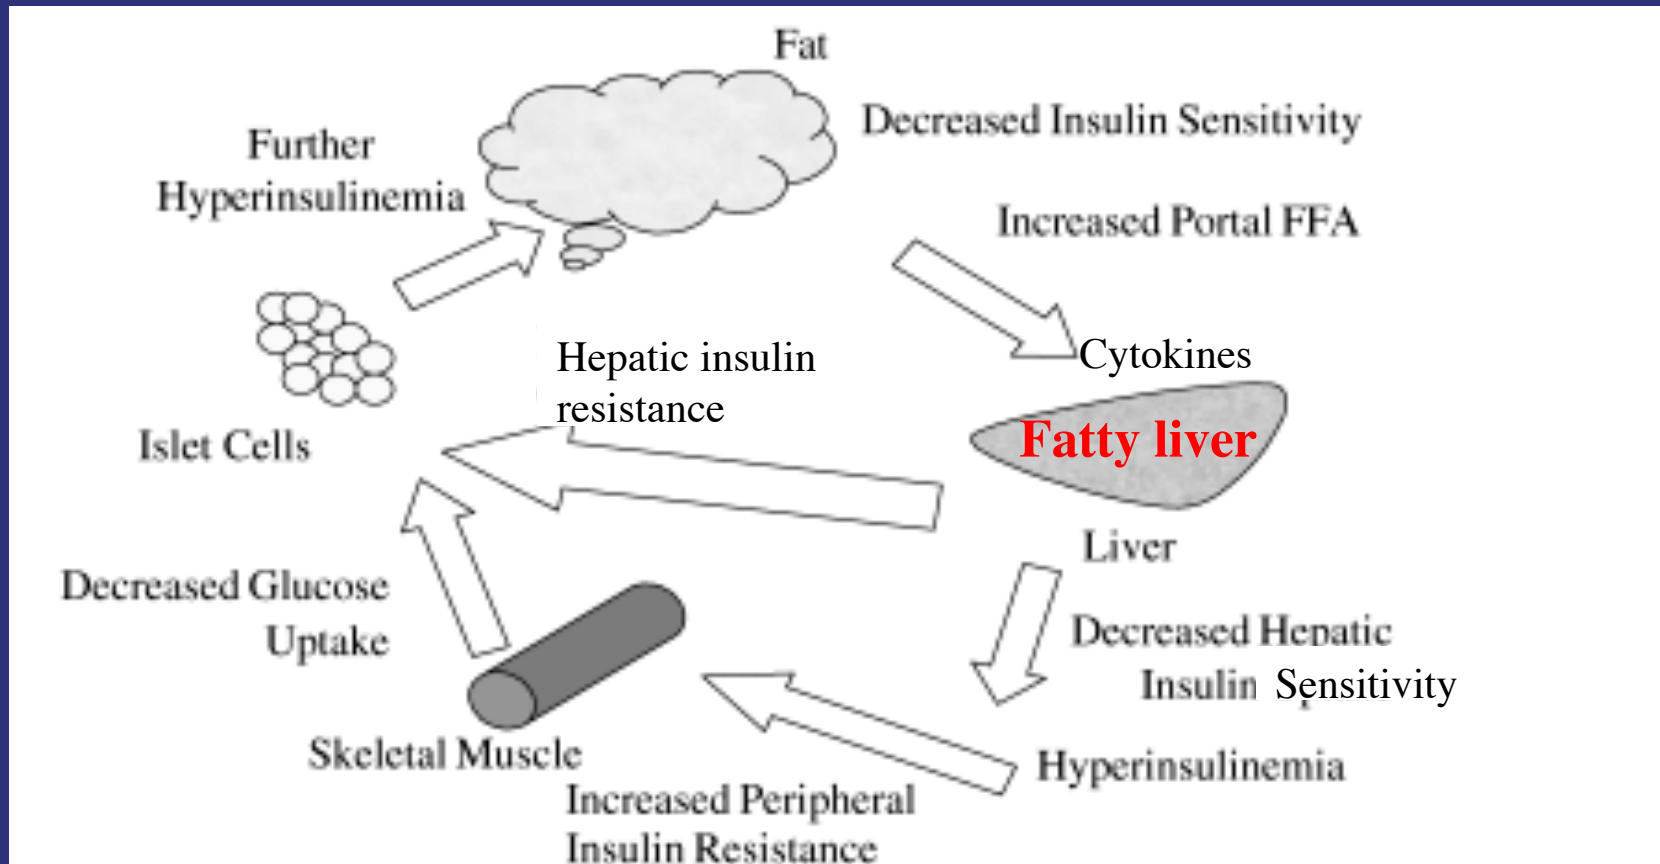 Fat
Decreased Insulin Sensitivity
Further
Hyperinsulinemia
Increased Portal FFA
Hepatic insulin
resistance
Cytokines
Fatty liver
Islet Cells
Liver
Decreased Glucose
Uptake
Decreased Hepatic
Insulin Sensitivity
Skeletal Muscle
Hyperinsulinemia
Increased Peripheral
Insulin Resistance